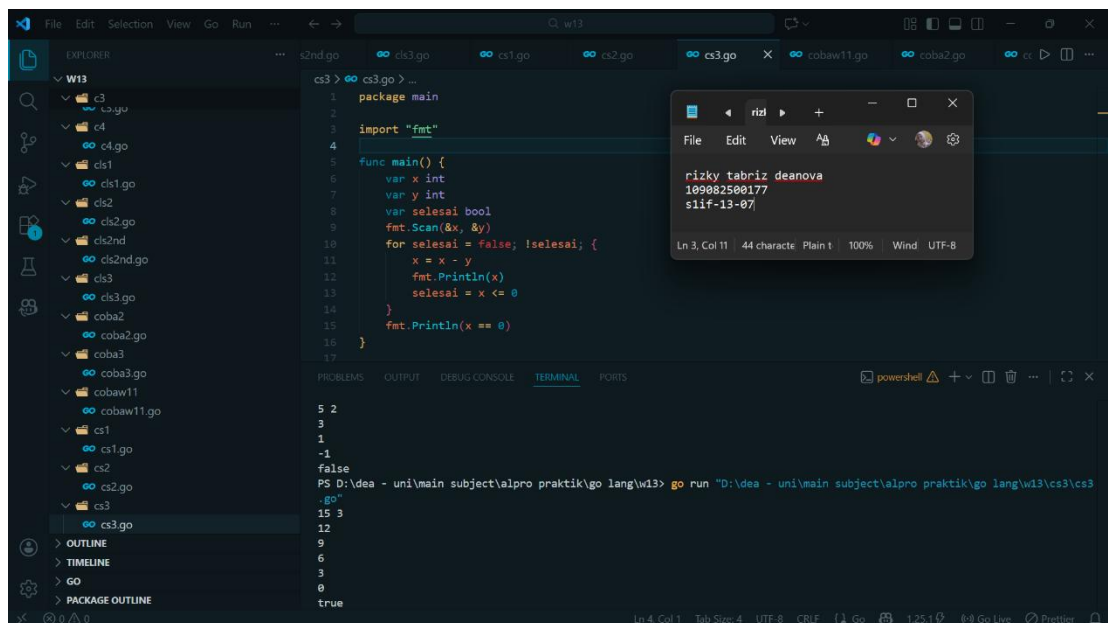 File Edit Selection View Go Run ... w13
EXPLORER ...
W13
c3
c3.go
c4
c4.go
cls1
cls1.go
cls2
cls2.go
cls2nd
cls2nd.go
cls3
cls3.go
coba2
coba2.go
coba3
coba3.go
cobaw11
cobaw11.go
cs1
cs1.go
cs2
cs2.go
cs3
cs3.go
OUTLINE
TIMELINE
GO
PACKAGE OUTLINE
1
s2nd.go cls3.go cs1.go cs2.go cs3.go cobaw11.go coba2.go
cs3 > cs3.go > ...
1 package main
2
3 import "fmt"
4
5 func main() {
6 var x int
7 var y int
8 var selesai bool
9 fmt.Scan(&x, &y)
10 for selesai = false; !selesai; {
11 x = x - y
12 fmt.Println(x)
13 selesai = x <= 0
14 }
15 fmt.Println(x == 0)
16 }
17
rizl
File Edit View
rizky tabriz deanova
109082500177
s1if-13-07
Ln 3, Col 11 44 characte Plain t 100% Wind UTF-8
PROBLEMS OUTPUT DEBUG CONSOLE TERMINAL PORTS powershell
5 2
3
1
-1
false
PS D:\dea - uni\main subject\alpro praktik\go lang\w13> go run "D:\dea - uni\main subject\alpro praktik\go lang\w13\cs3\cs3
.go"
15 3
12
9
6
3
0
true
0 0 Ln 4, Col 1 Tab Size: 4 UTF-8 CRLF Go 1.25.1 Go Live Prettier